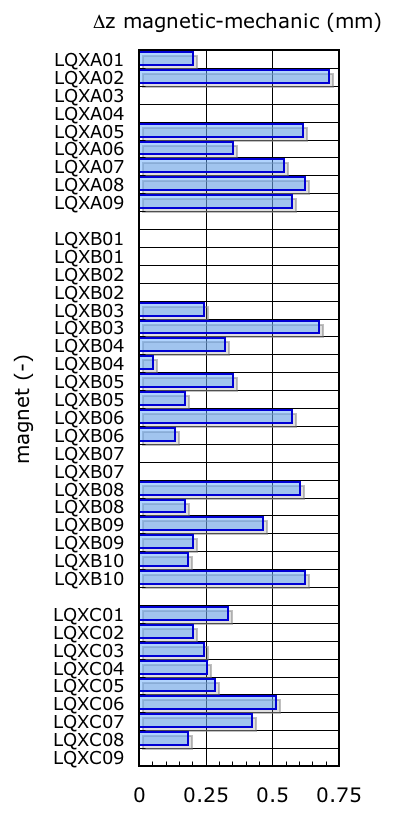 Δz magnetic-mechanic (mm)
LQXA01
LQXA02
LQXA03
LQXA04
LQXA05
LQXA06
LQXA07
LQXA08
LQXA09
LQXB01
LQXB01
LQXB02
LQXB02
LQXB03
LQXB03
LQXB04
LQXB04
LQXB05
LQXB05
LQXB06
LQXB06
LQXB07
LQXB07
LQXB08
LQXB08
LQXB09
LQXB09
LQXB10
LQXB10
LQXC01
LQXC02
LQXC03
LQXC04
LQXC05
LQXC06
LQXC07
LQXC08
LQXC09
magnet (-)
0 0.25 0.5 0.75